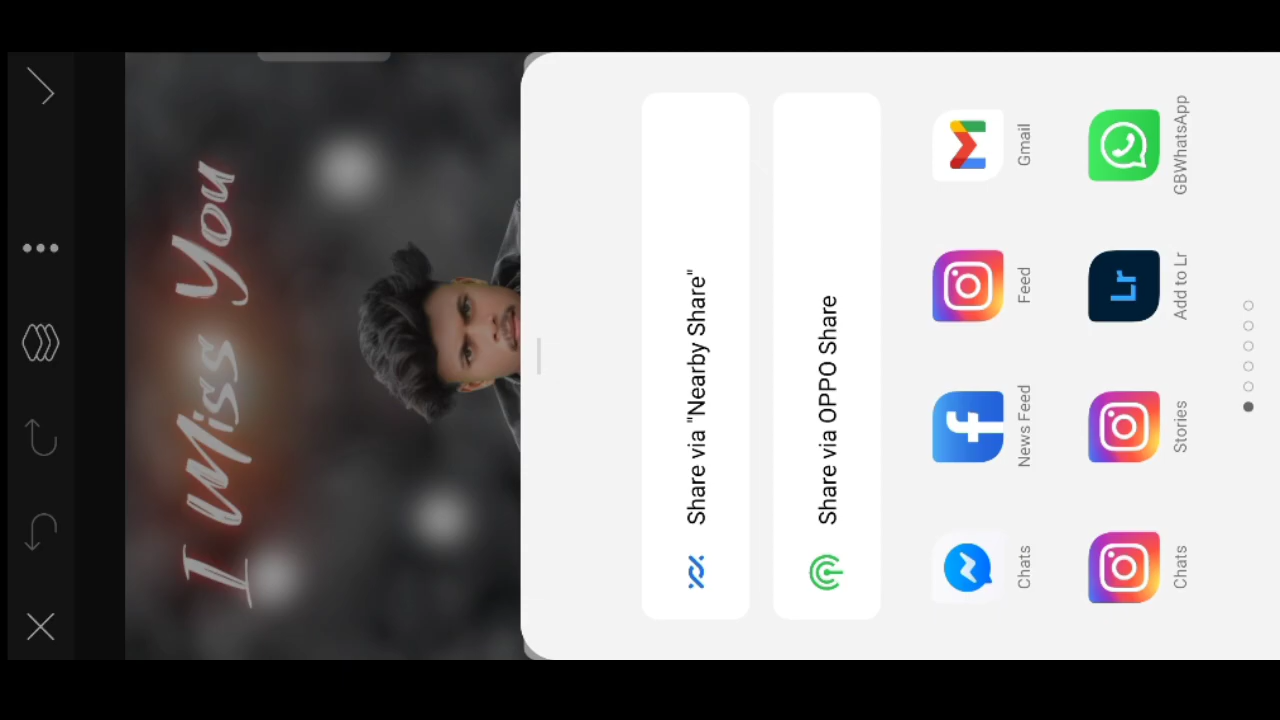 I Miss You
Share via "Nearby Share"
Share via OPPO Share
Chats
News Feed
Feed
Gmail
Chats
Stories
Lr
Add to Lr
GBWhatsApp